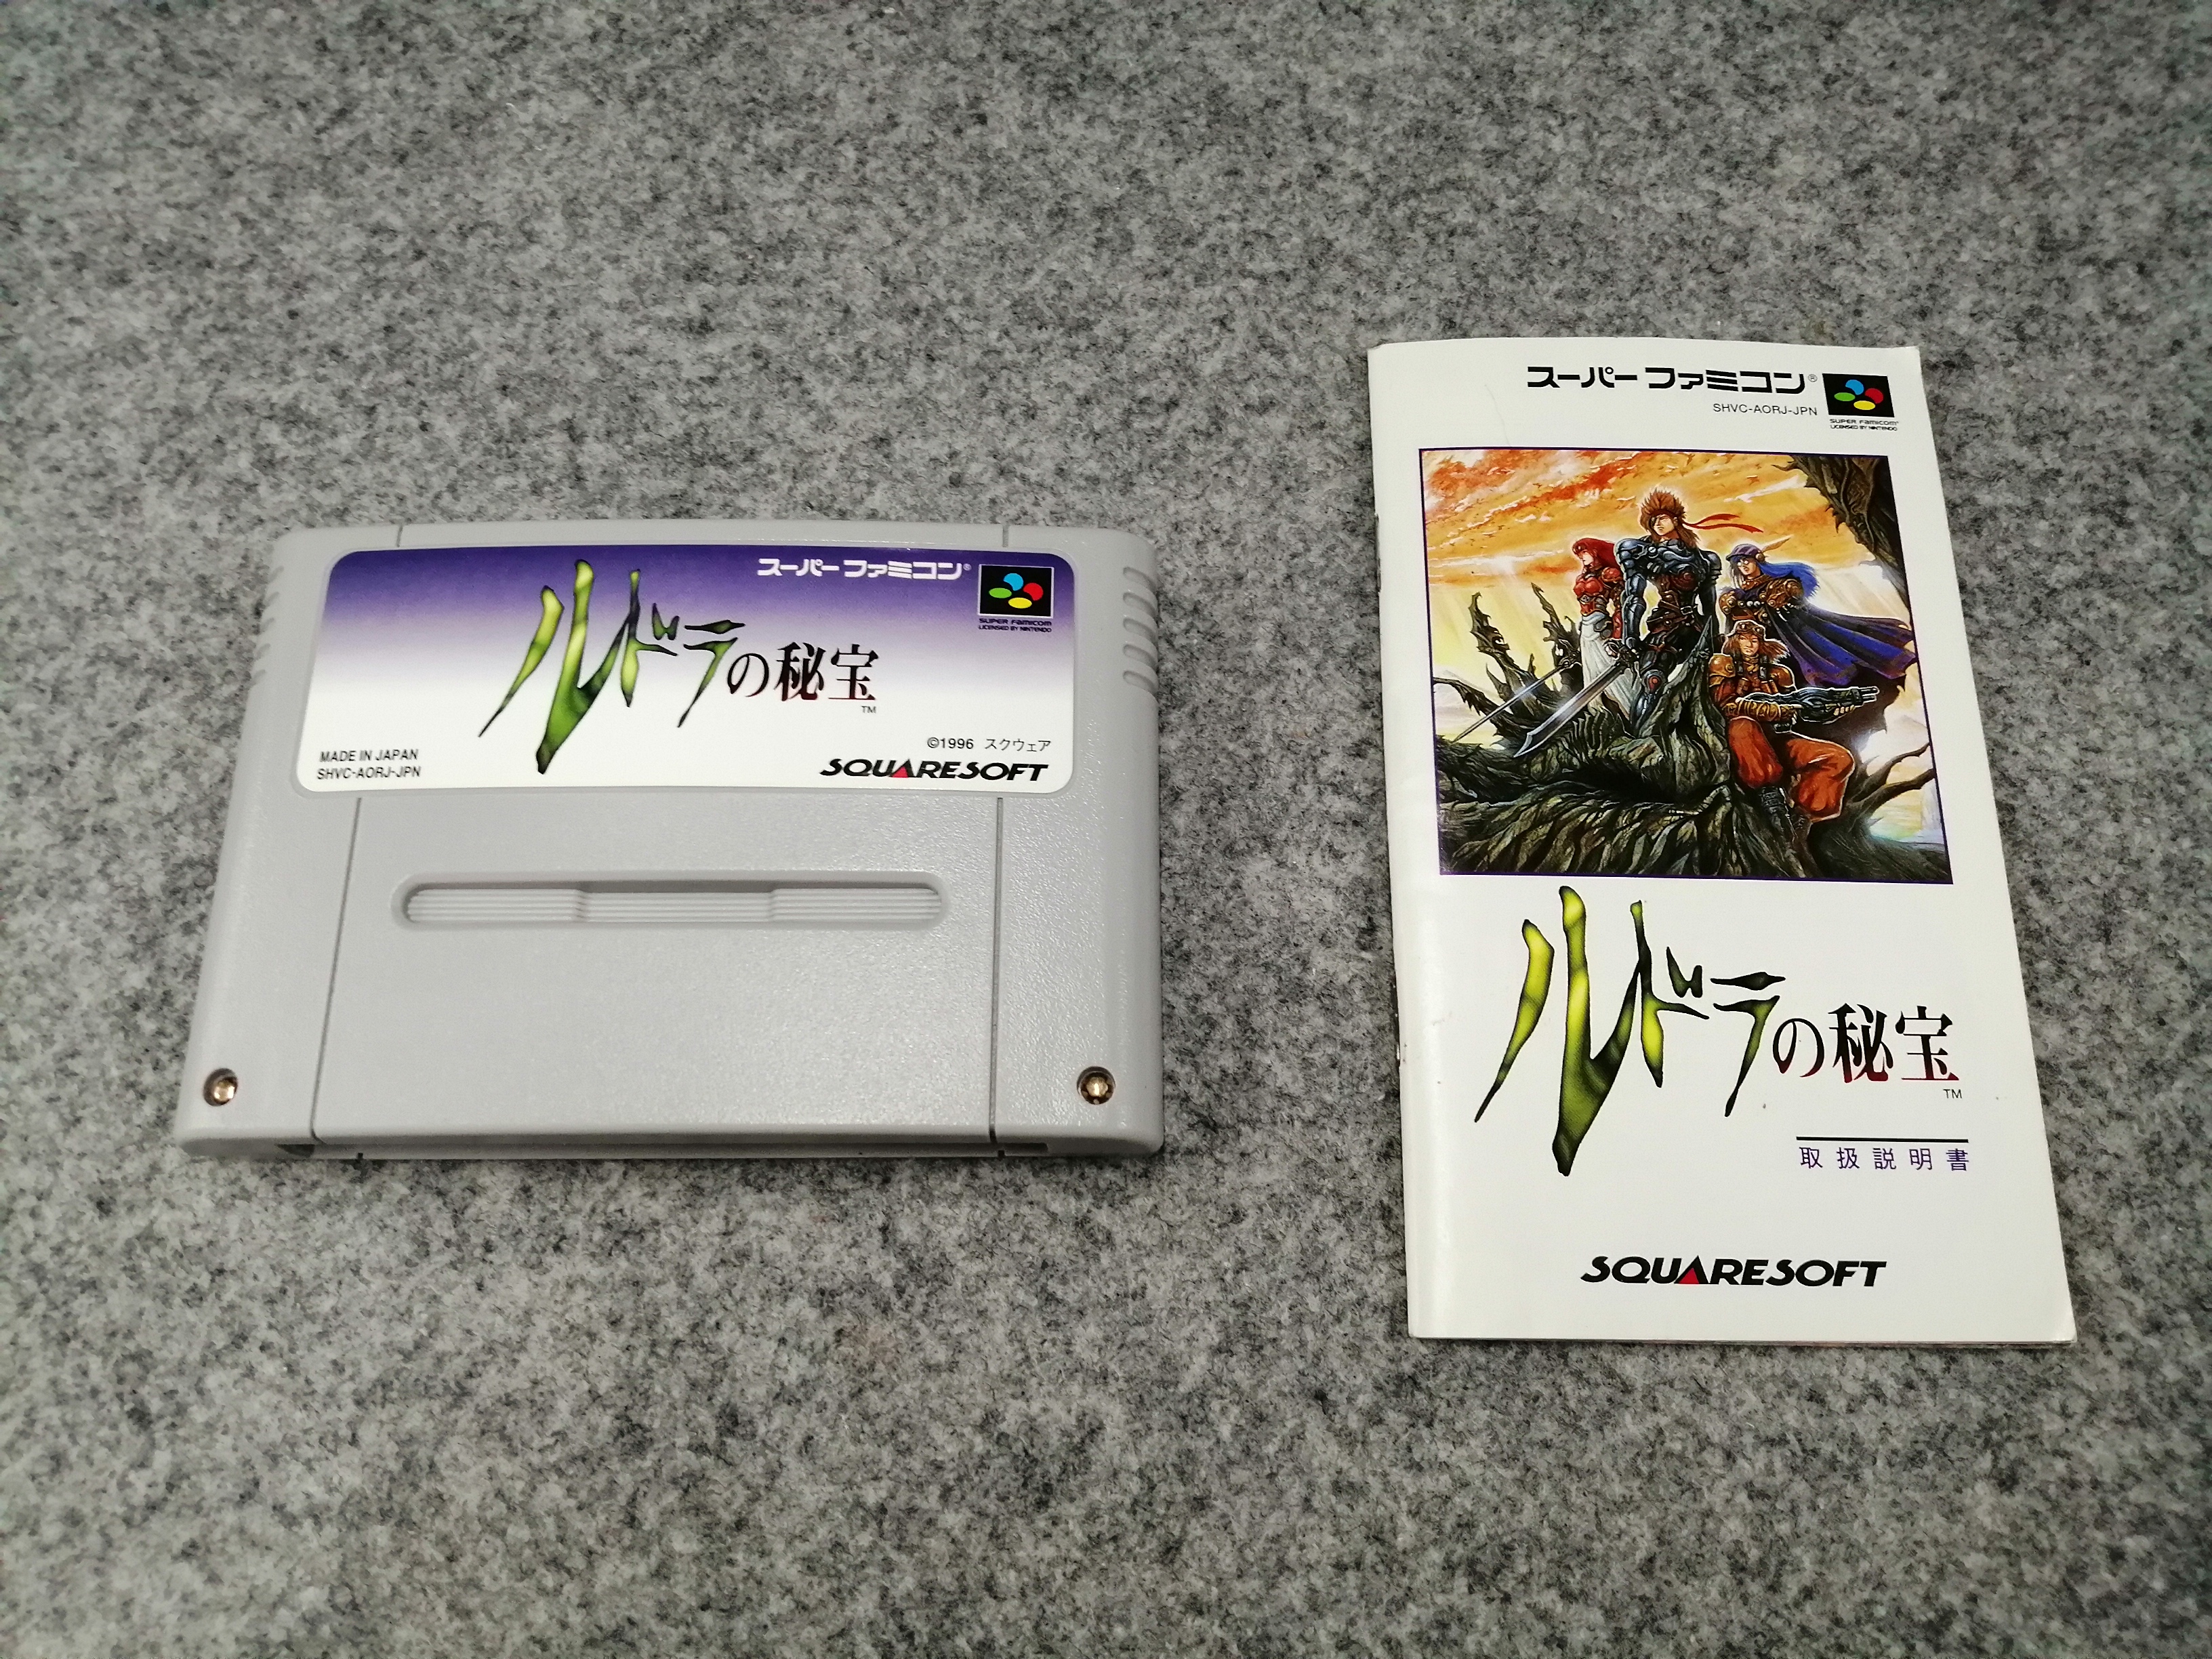 スーパーファミコン®
SUPER FAMICOM
LICENSED BY NINTENDO
ルドラの秘宝
TM
©1996 スクウェア
SQUARESOFT
MADE IN JAPAN
SHVC-AORJ-JPN
スーパーファミコン®
SHVC-AORJ-JPN
SUPER FAMICOM®
LICENSED BY NINTENDO
ルドラの秘宝
TM
取扱説明書
SQUARESOFT